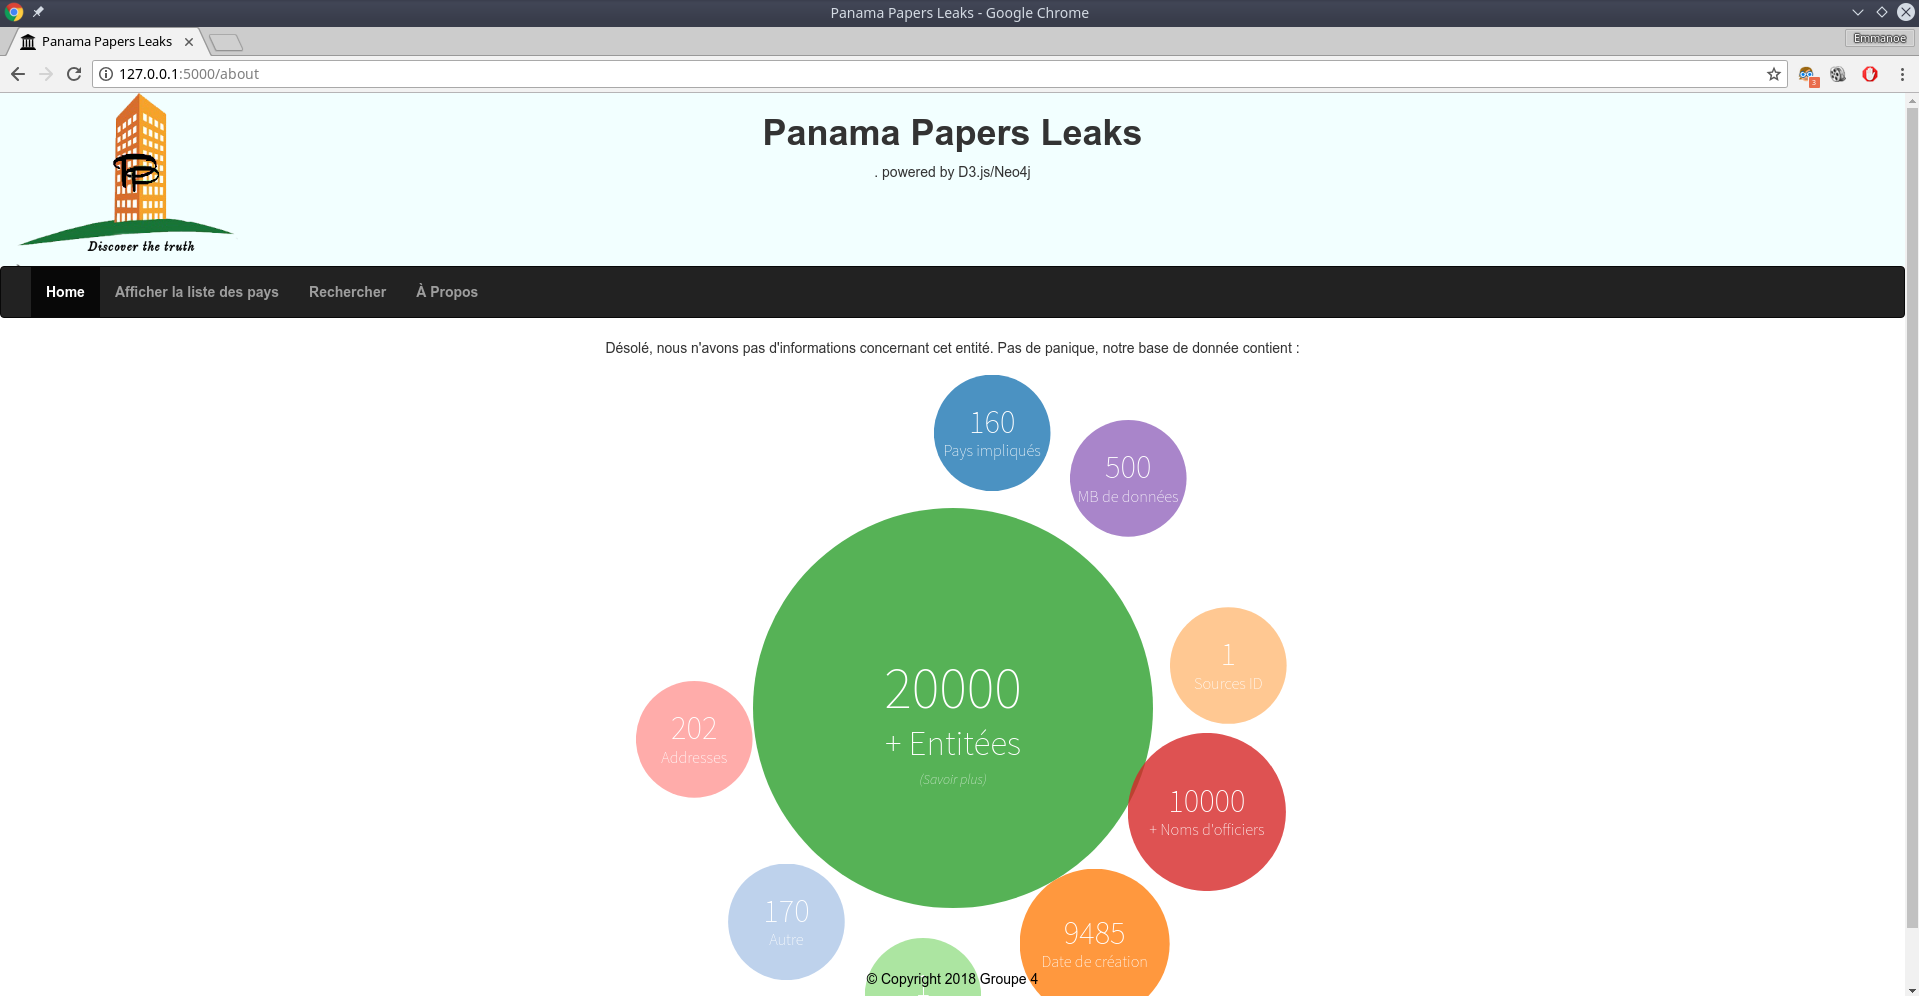 Panama Papers Leaks - Google Chrome
Panama Papers Leaks
Emmanoe
127.0.0.1:5000/about
3
Panama Papers Leaks
. powered by D3.js/Neo4j
PP
Discover the truth
Home
Afficher la liste des pays
Rechercher
À Propos
Désolé, nous n'avons pas d'informations concernant cet entité. Pas de panique, notre base de donnée contient :
160
Pays impliqués
500
MB de données
1
Sources ID
20000
+ Entitées
(Savoir plus)
202
Addresses
10000
+ Noms d'officiers
170
Autre
9485
Date de création
© Copyright 2018 Groupe 4